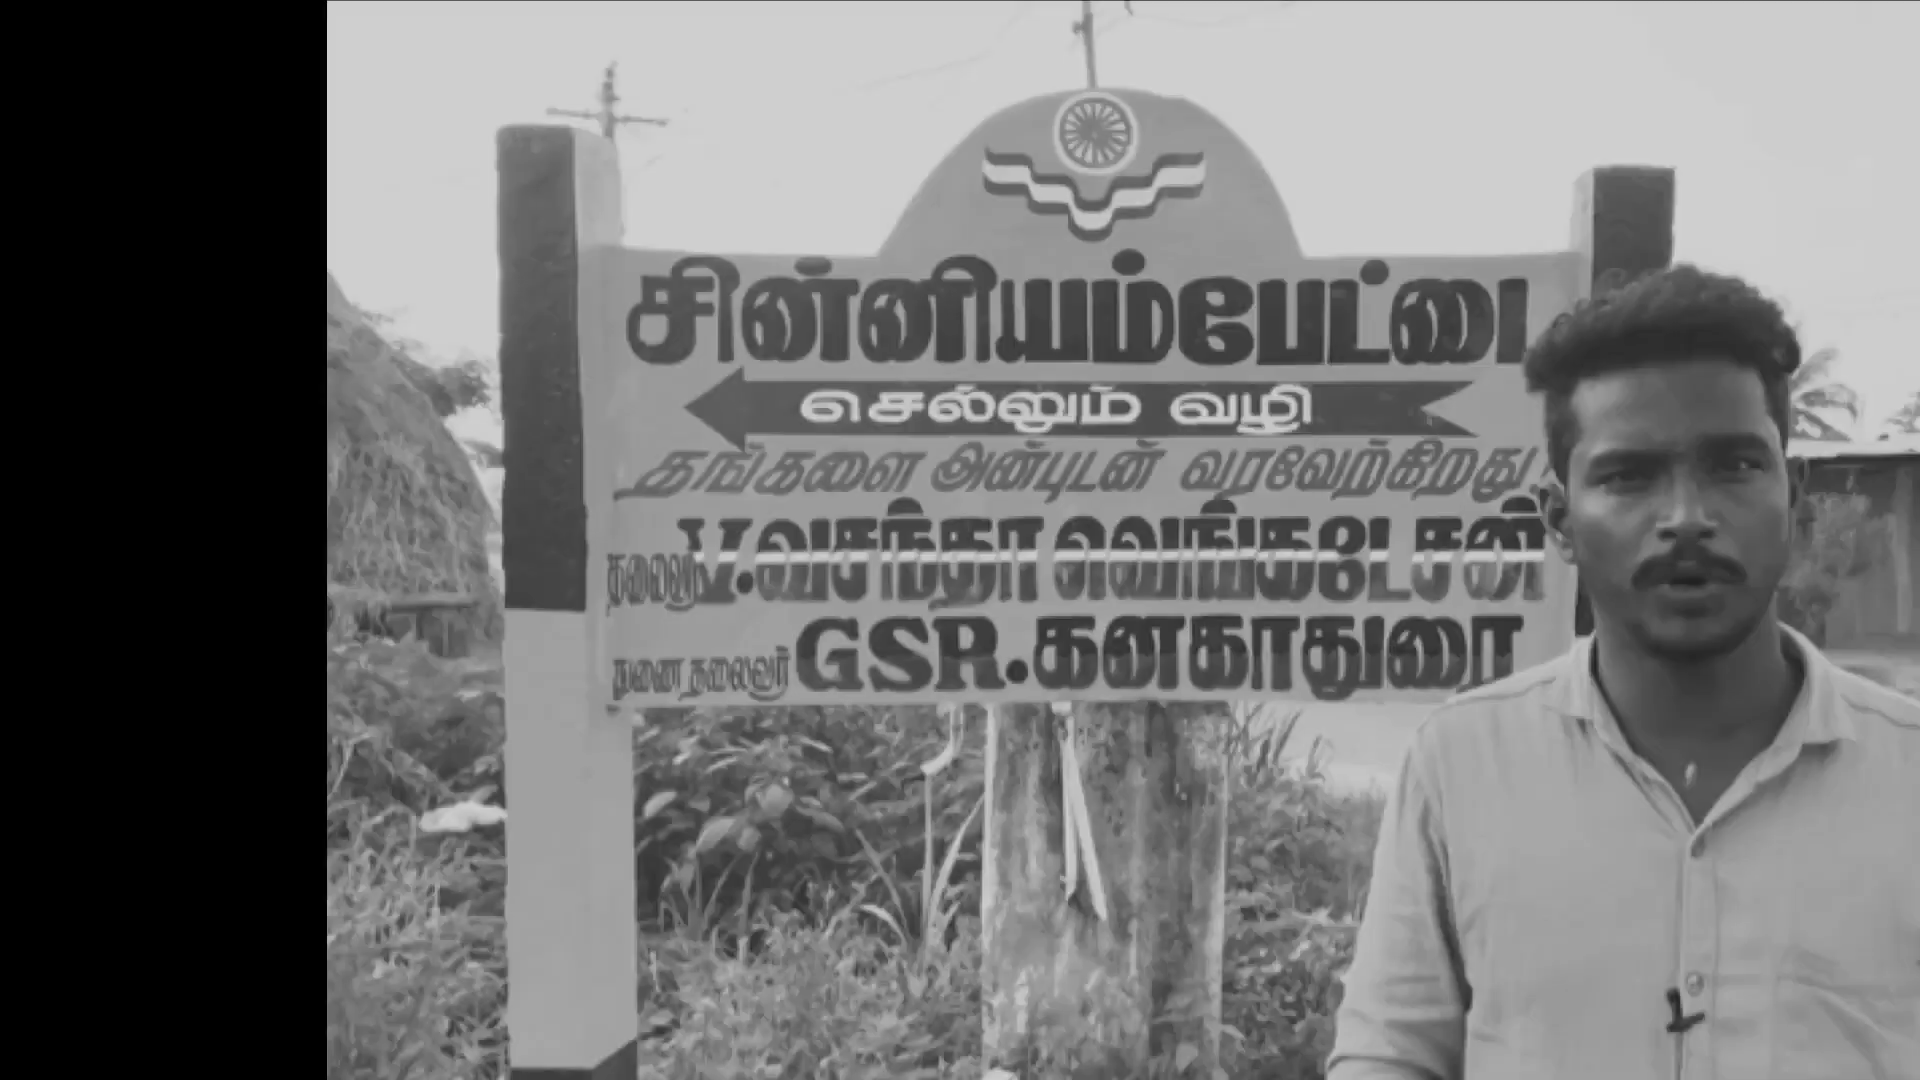 சின்னியம்பேட்டை
செல்லும் வழி
தங்களை அன்புடன் வரவேற்கிறது
தலைவர் V.வசந்தா வெங்கடேசன்
துணை தலைவர் GSR.கனகாதுரை